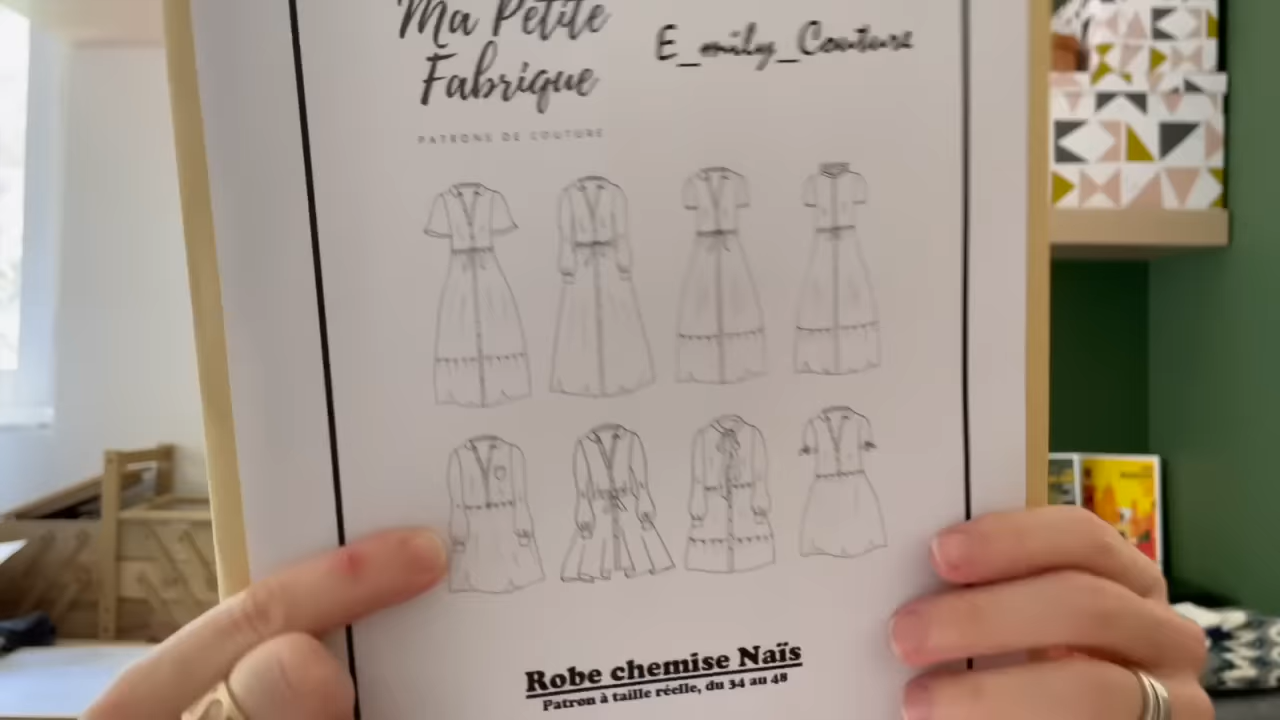 Ma Petite
Fabrique
PATRONS DE COUTURE
E_mily_Couture
Robe chemise Naïs
Patron à taille réelle, du 34 au 48